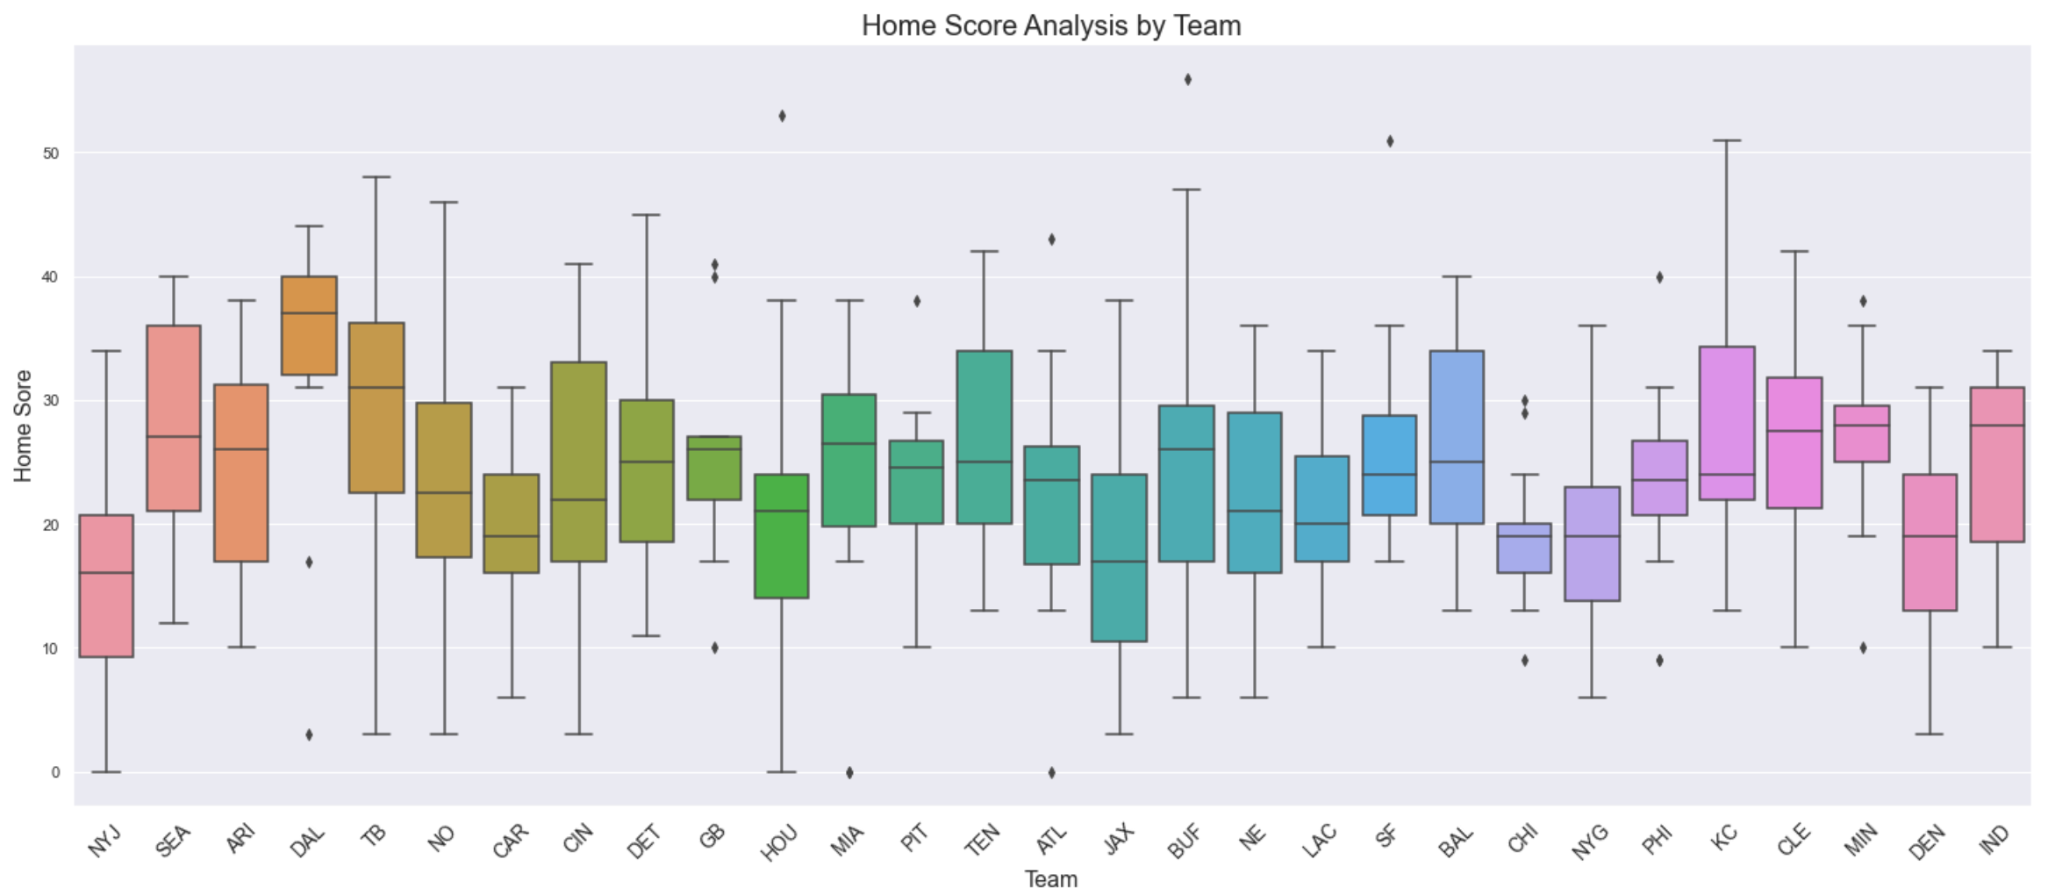 Home Score Analysis by Team
Home Score
50
40
30
20
10
0
NYJ SEA ARI DAL TB NO CAR CIN DET GB HOU MIA PIT TEN ATL JAX BUF NE LAC SF BAL CHI NYG PHI KC CLE MIN DEN IND
Team